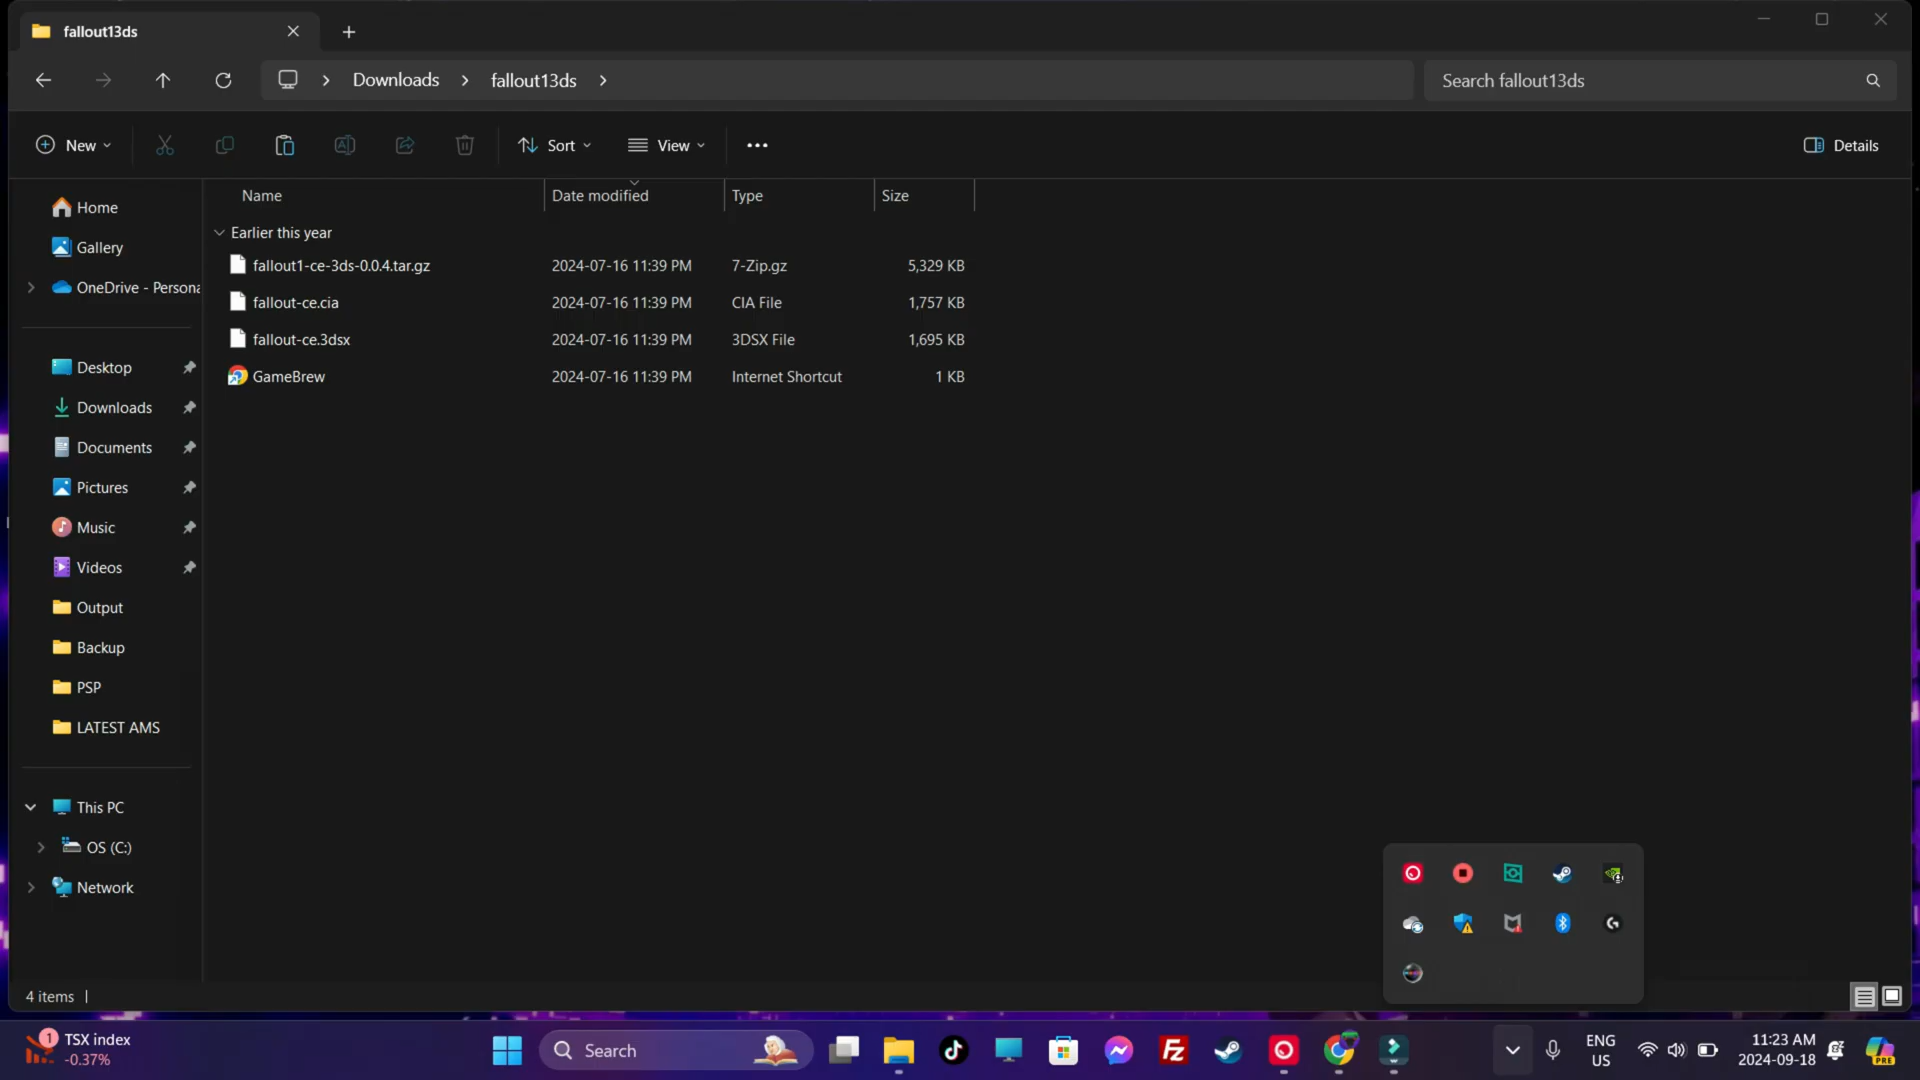 fallout13ds
Downloads
fallout13ds
Search fallout13ds
New
Sort
View
Details
Name
Date modified
Type
Size
Earlier this year
fallout1-ce-3ds-0.0.4.tar.gz 2024-07-16 11:39 PM 7-Zip.gz 5,329 KB
fallout-ce.cia 2024-07-16 11:39 PM CIA File 1,757 KB
fallout-ce.3dsx 2024-07-16 11:39 PM 3DSX File 1,695 KB
GameBrew 2024-07-16 11:39 PM Internet Shortcut 1 KB
Home
Gallery
OneDrive - Persona
Desktop
Downloads
Documents
Pictures
Music
Videos
Output
Backup
PSP
LATEST AMS
This PC
OS (C:)
Network
4 items
1
TSX index
-0.37%
Search
ENG
US
11:23 AM
2024-09-18
PRE